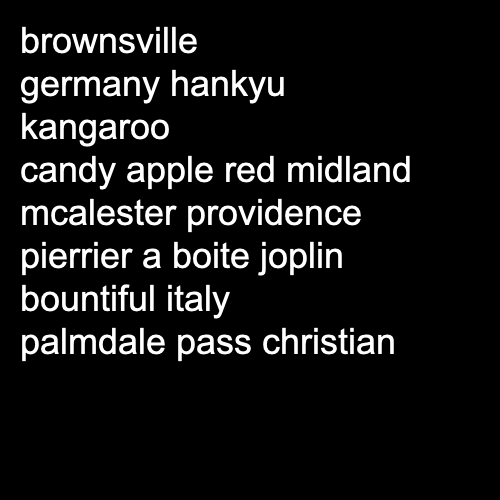 brownsville
germany hankyu
kangaroo
candy apple red midland
mcalester providence
pierrier a boite joplin
bountiful italy
palmdale pass christian